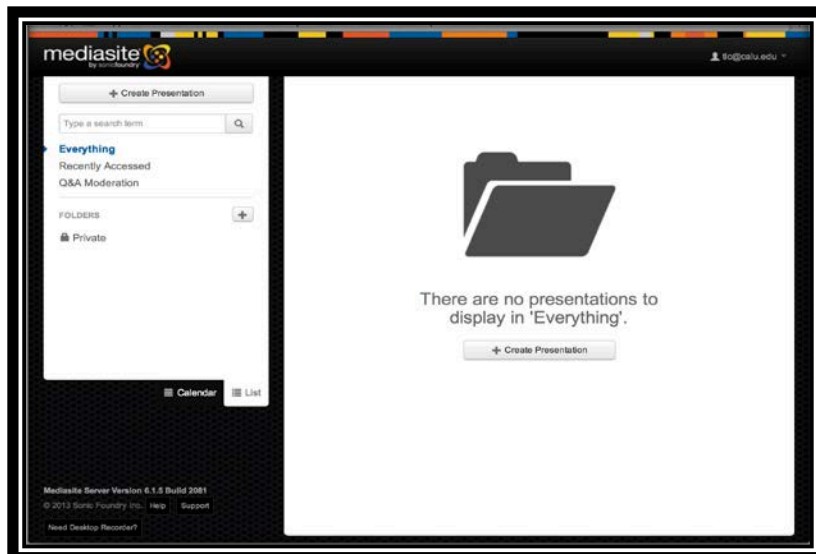 mediasite
by sonicfoundry
tlc@calu.edu
+ Create Presentation
Type a search term
Everything
Recently Accessed
Q&A Moderation
FOLDERS
+
Private
There are no presentations to
display in 'Everything'.
+ Create Presentation
Calendar
List
Mediasite Server Version 6.1.5 Build 2081
© 2013 Sonic Foundry Inc. Help Support
Need Desktop Recorder?